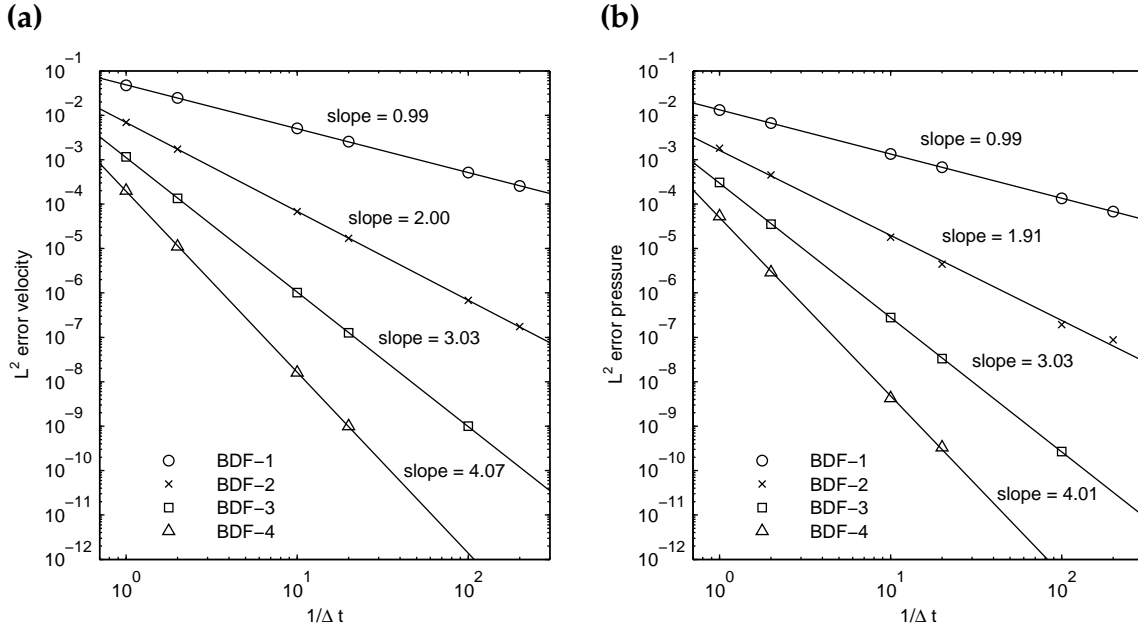 (a)
10^-1
10^-2
10^-3
10^-4
10^-5
10^-6
10^-7
10^-8
10^-9
10^-10
10^-11
10^-12
L^2 error velocity
slope = 0.99
slope = 2.00
slope = 3.03
slope = 4.07
BDF−1
BDF−2
BDF−3
BDF−4
10^0
10^1
10^2
1/Δ t
(b)
10^-1
10^-2
10^-3
10^-4
10^-5
10^-6
10^-7
10^-8
10^-9
10^-10
10^-11
10^-12
L^2 error pressure
slope = 0.99
slope = 1.91
slope = 3.03
slope = 4.01
BDF−1
BDF−2
BDF−3
BDF−4
10^0
10^1
10^2
1/Δ t